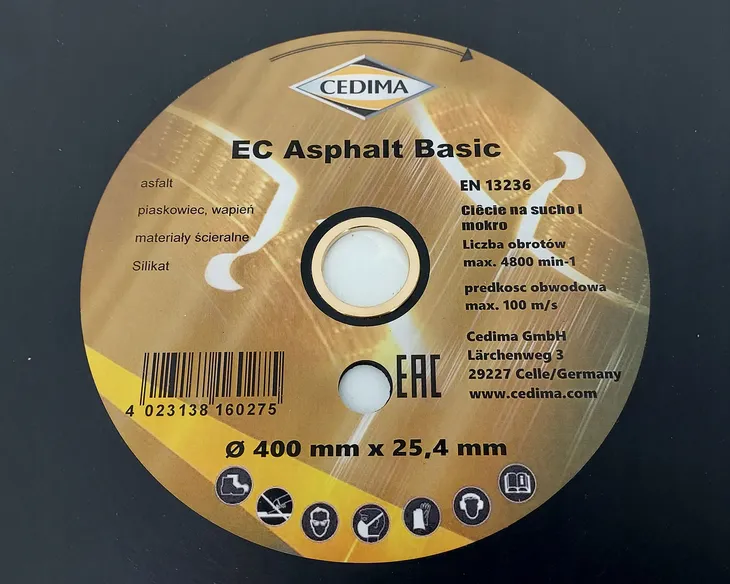 CEDIMA
EC Asphalt Basic
asfalt
piaskowiec, wapień
materiały ścieralne
Silikat
EN 13236
Ciêcie na sucho i
mokro
Liczba obrotów
max. 4800 min-1
predkosc obwodowa
max. 100 m/s
Cedima GmbH
Lärchenweg 3
29227 Celle/Germany
www.cedima.com
EAC
4 023138 160275
Ø 400 mm x 25,4 mm